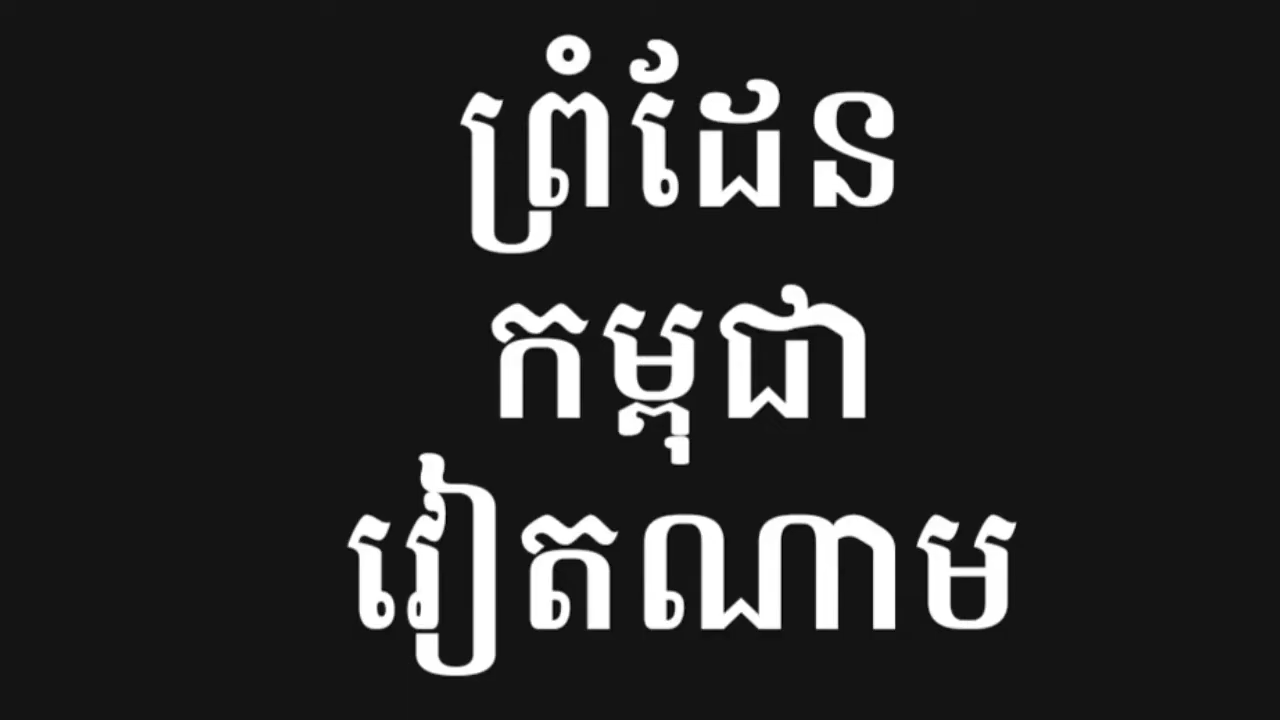 ព្រំដែន
កម្ពុជា
វៀតណាម